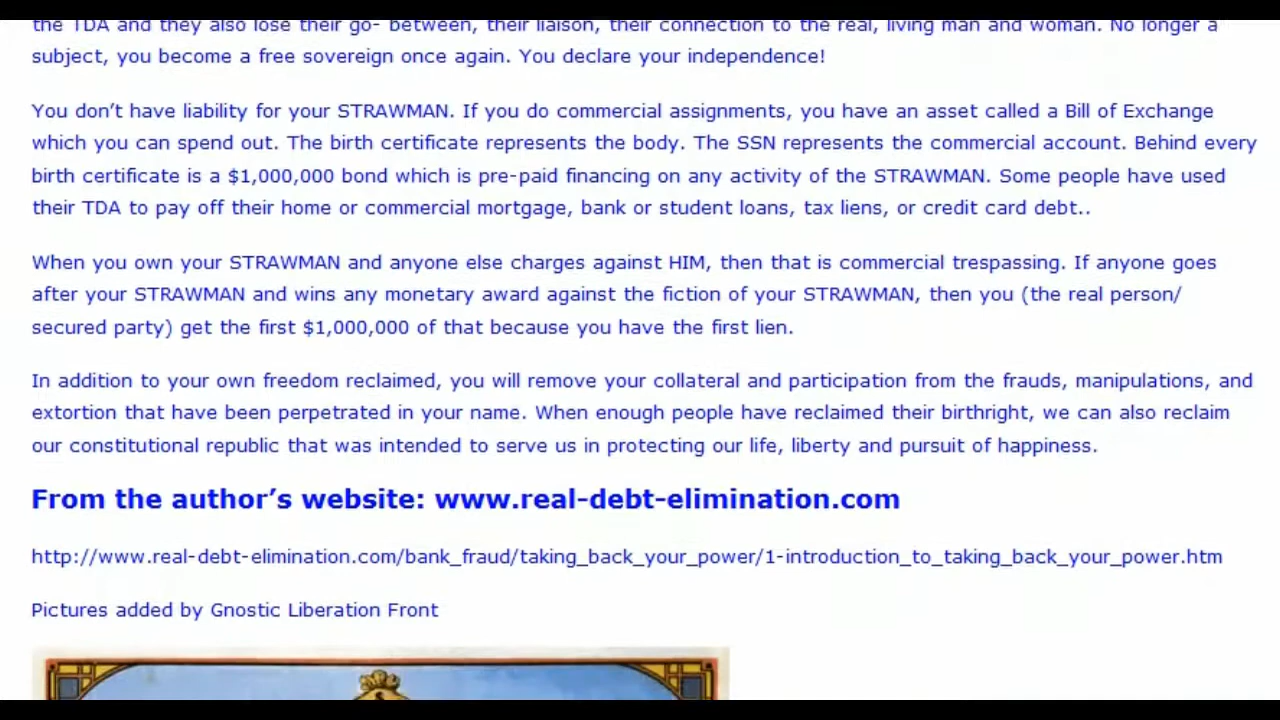 the TDA and they also lose their go- between, their liaison, their connection to the real, living man and woman. No longer a
subject, you become a free sovereign once again. You declare your independence!
You don’t have liability for your STRAWMAN. If you do commercial assignments, you have an asset called a Bill of Exchange
which you can spend out. The birth certificate represents the body. The SSN represents the commercial account. Behind every
birth certificate is a $1,000,000 bond which is pre-paid financing on any activity of the STRAWMAN. Some people have used
their TDA to pay off their home or commercial mortgage, bank or student loans, tax liens, or credit card debt..
When you own your STRAWMAN and anyone else charges against HIM, then that is commercial trespassing. If anyone goes
after your STRAWMAN and wins any monetary award against the fiction of your STRAWMAN, then you (the real person/
secured party) get the first $1,000,000 of that because you have the first lien.
In addition to your own freedom reclaimed, you will remove your collateral and participation from the frauds, manipulations, and
extortion that have been perpetrated in your name. When enough people have reclaimed their birthright, we can also reclaim
our constitutional republic that was intended to serve us in protecting our life, liberty and pursuit of happiness.
From the author’s website: www.real-debt-elimination.com
http://www.real-debt-elimination.com/bank_fraud/taking_back_your_power/1-introduction_to_taking_back_your_power.htm
Pictures added by Gnostic Liberation Front